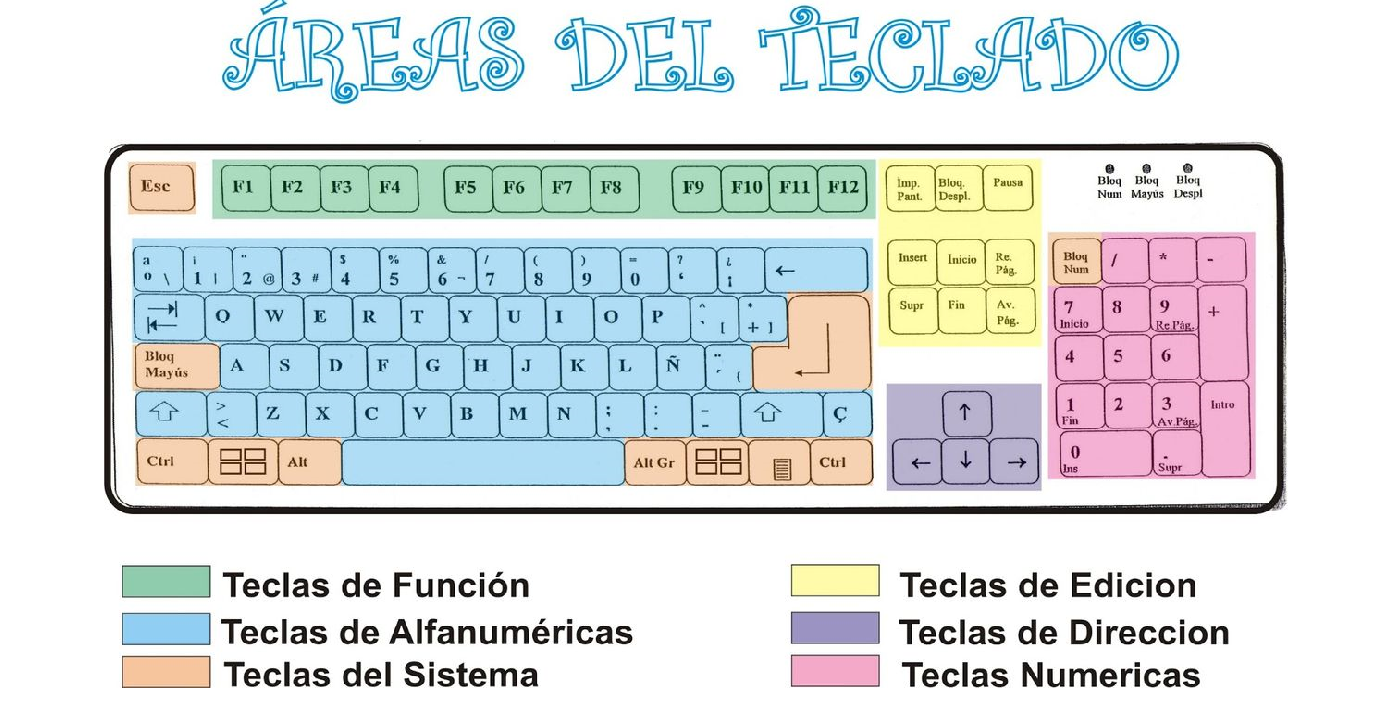 ÁREAS DEL TECLADO
Esc F1 F2 F3 F4 F5 F6 F7 F8 F9 F10 F11 F12
Imp. Pant. Bloq. Despl. Pausa
Bloq Num Bloq Mayús Bloq Despl
a i " $ % & / ( ) = ? ¿
o \ 1 | 2 @ 3 # 4 5 6 ¬ 7 8 9 0 ' ¡ ←
Insert Inicio Re. Pág.
Bloq Num / * -
Q W E R T Y U I O P ^ ` [ * + ]
Supr Fin Av. Pág.
7 Inicio 8 9 Re Pág. +
Bloq Mayús A S D F G H J K L Ñ ¨ {
4 5 6
> < Z X C V B M N ; ; : . – -  Ç
↑
1 Fin 2 3 Av.Pág. Intro
Ctrl Alt Alt Gr Ctrl
← ↓ →
0 Ins . Supr
Teclas de Función
Teclas de Edicion
Teclas de Alfanuméricas
Teclas de Direccion
Teclas del Sistema
Teclas Numericas